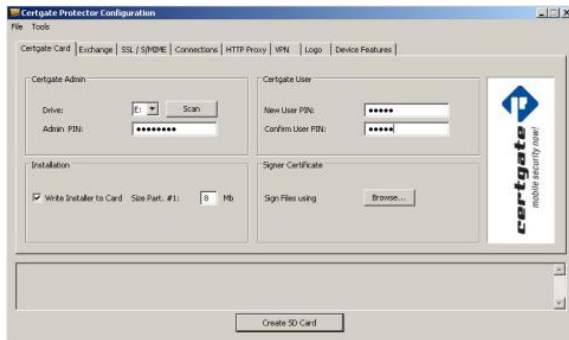 Certgate Protector Configuration
File Tools
Certgate Card Exchange SSL / S/MIME Connections HTTP Proxy VPN Logo Device Features
Certgate Admin
Drive: E: Scan
Admin PIN: ●●●●●●●●
Certgate User
New User PIN: ●●●●●
Confirm User PIN: ●●●●●
Installation
Write Installer to Card Size Part. #1: 8 Mb
Signer Certificate
Sign Files using Browse...
certgate
mobile security now!
Create SD Card